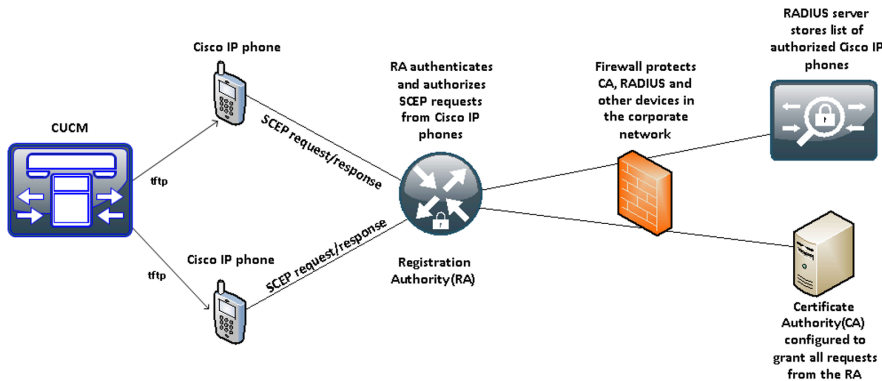 CUCM
tftp
tftp
Cisco IP phone
SCEP request/response
Cisco IP phone
SCEP request/response
RA authenticates
and authorizes
SCEP requests
from Cisco IP
phones
Registration
Authority(RA)
Firewall protects
CA, RADIUS and
other devices in
the corporate
network
RADIUS server
stores list of
authorized Cisco IP
phones
Certificate
Authority(CA)
configured to
grant all requests
from the RA